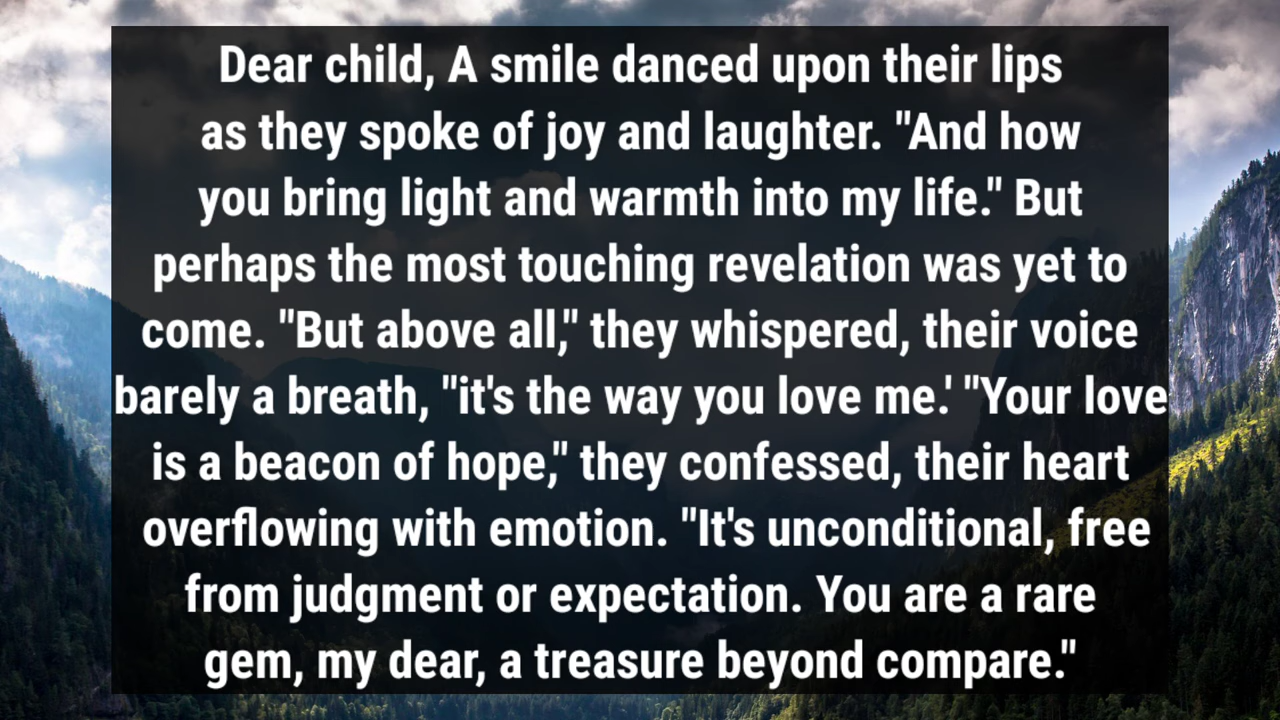 Dear child, A smile danced upon their lips
as they spoke of joy and laughter. "And how
you bring light and warmth into my life." But
perhaps the most touching revelation was yet to
come. "But above all," they whispered, their voice
barely a breath, "it's the way you love me.' "Your love
is a beacon of hope," they confessed, their heart
overflowing with emotion. "It's unconditional, free
from judgment or expectation. You are a rare
gem, my dear, a treasure beyond compare."